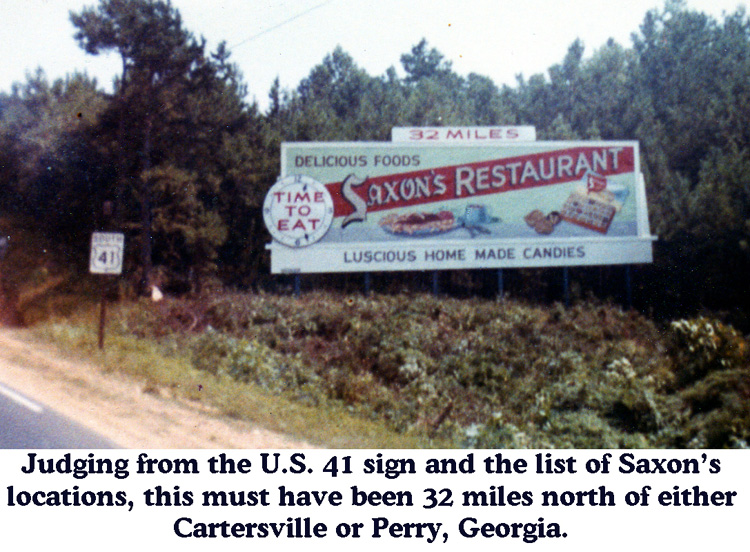 32 MILES
DELICIOUS FOODS
SAXON'S RESTAURANT
TIME
TO
EAT
LUSCIOUS HOME MADE CANDIES
SOUTH
41
Judging from the U.S. 41 sign and the list of Saxon's
locations, this must have been 32 miles north of either
Cartersville or Perry, Georgia.